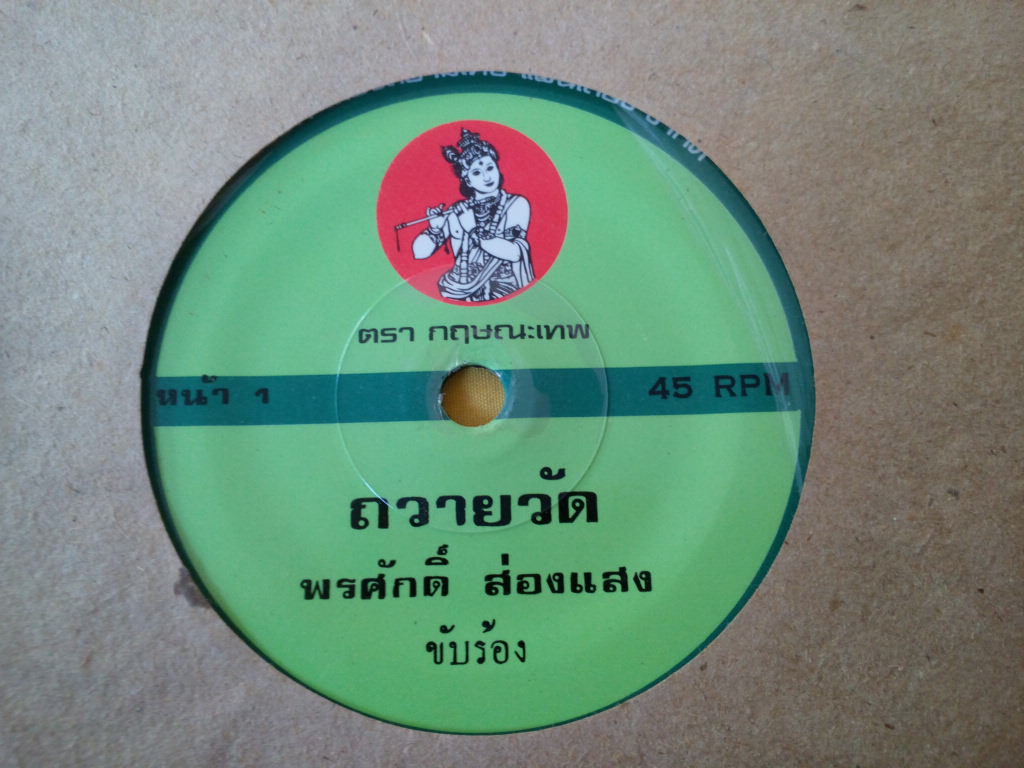 ตรา กฤษณะเทพ
หน้า 1
45 RPM
ถวายวัด
พรศักดิ์ ส่องแสง
ขับร้อง